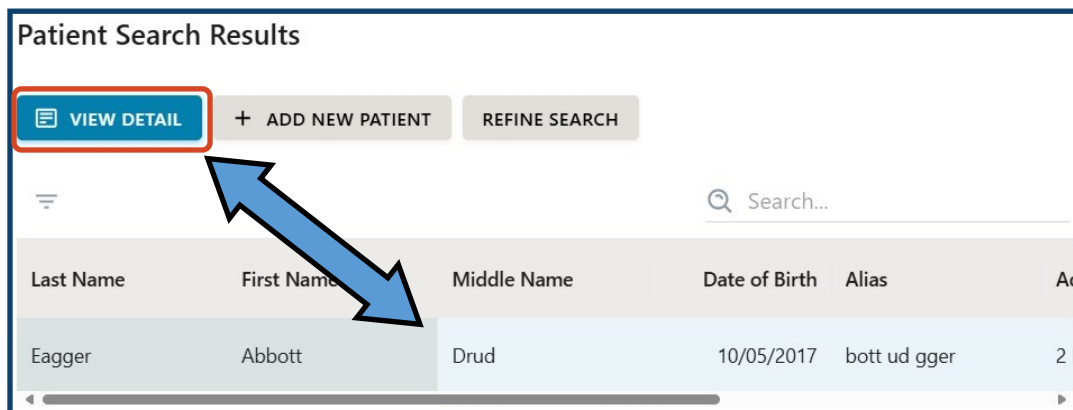 Patient Search Results
VIEW DETAIL + ADD NEW PATIENT REFINE SEARCH
Search...
Last Name First Name Middle Name Date of Birth Alias
Eagger Abbott Drud 10/05/2017 bott ud gger 2